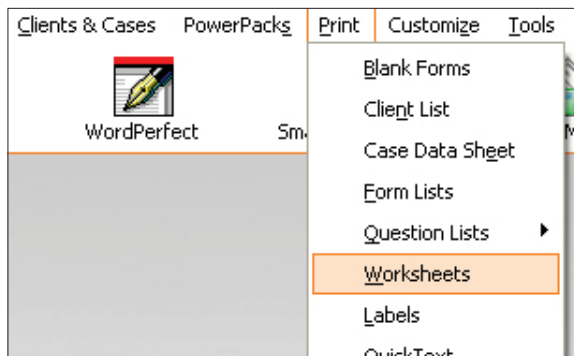 Clients & Cases PowerPacks Print Customize Tools
WordPerfect
Blank Forms
Client List
Case Data Sheet
Form Lists
Question Lists
Worksheets
Labels
QuickText